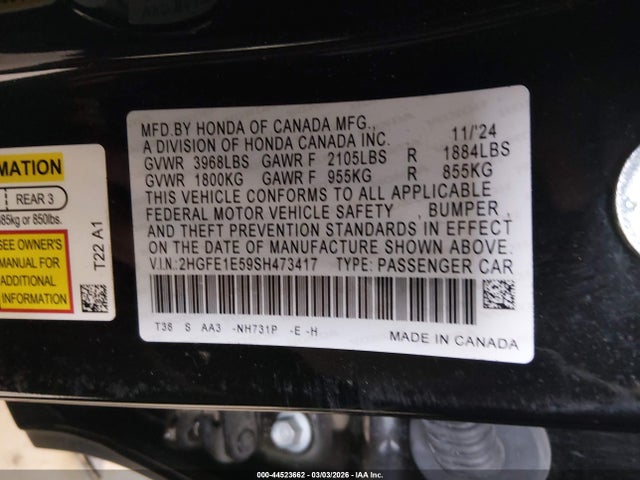 MFD.BY HONDA OF CANADA MFG., 11/'24
A DIVISION OF HONDA CANADA INC.
GVWR 3968LBS GAWR F 2105LBS R 1884LBS
GVWR 1800KG GAWR F 955KG R 855KG
THIS VEHICLE CONFORMS TO ALL APPLICABLE
FEDERAL MOTOR VEHICLE SAFETY , BUMPER ,
AND THEFT PREVENTION STANDARDS IN EFFECT
ON THE DATE OF MANUFACTURE SHOWN ABOVE.
V.I.N.:2HGFE1E59SH473417 TYPE: PASSENGER CAR
T38 S AA3 -NH731P -E -H
MADE IN CANADA
MATION
REAR 3
385kg or 850lbs.
SEE OWNER'S
MANUAL FOR
ADDITIONAL
INFORMATION
T22 A1
000-44523662 - 03/03/2026 - IAA Inc.